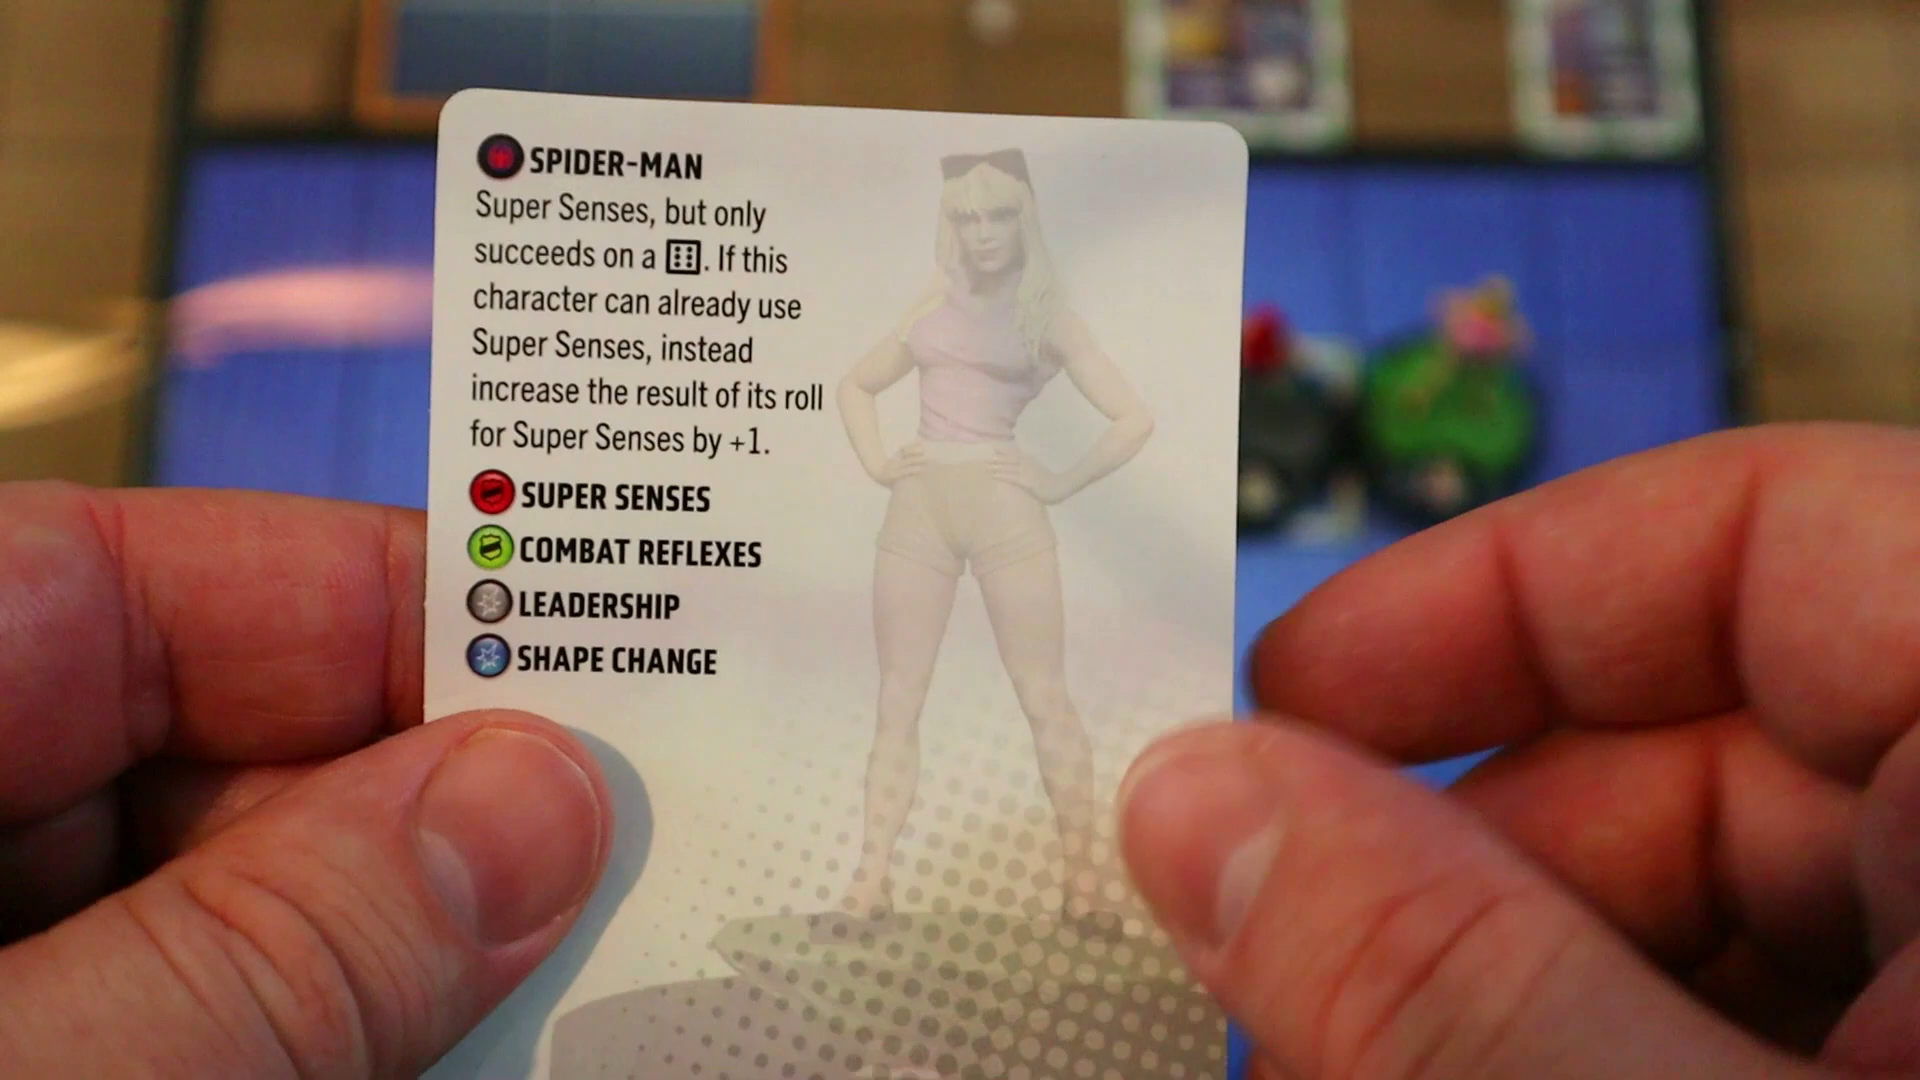 SPIDER-MAN
Super Senses, but only
succeeds on a ⚅. If this
character can already use
Super Senses, instead
increase the result of its roll
for Super Senses by +1.
SUPER SENSES
COMBAT REFLEXES
LEADERSHIP
SHAPE CHANGE